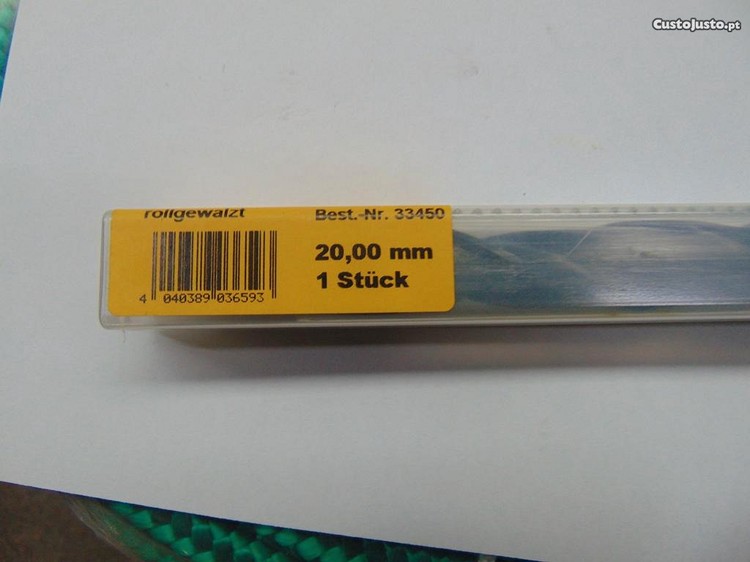 CustoJusto.pt
rollgewalzt
Best.-Nr. 33450
20,00 mm
1 Stück
4 040389 036593